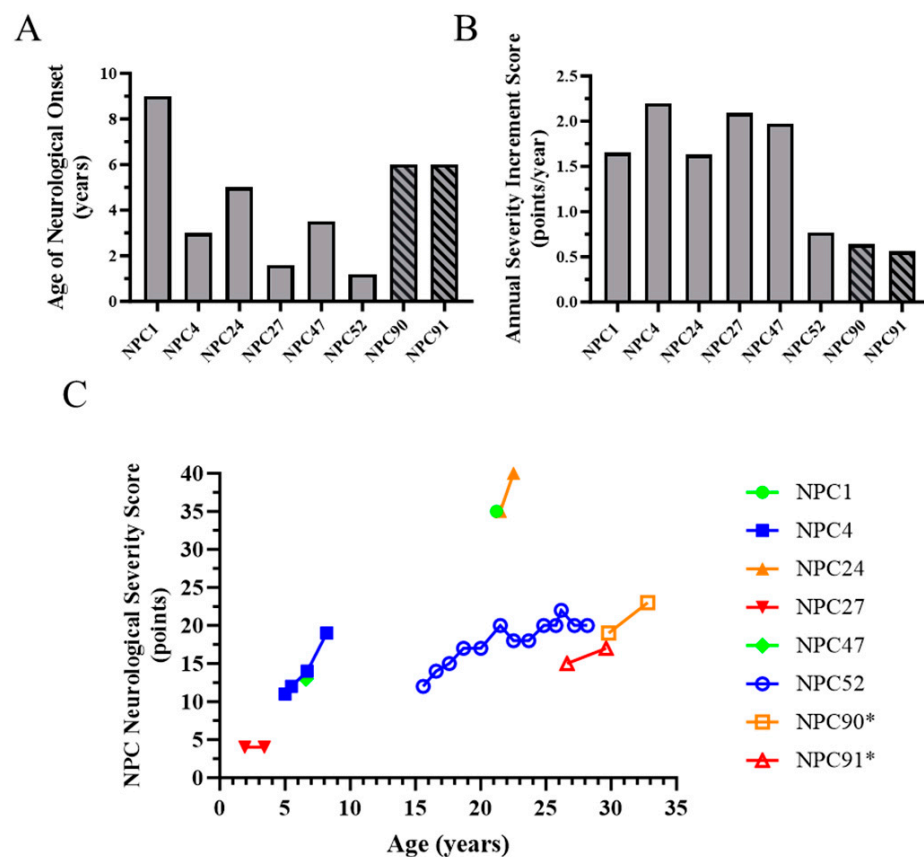 A
Age of Neurological Onset
(years)
10
8
6
4
2
0
NPC1
NPC4
NPC24
NPC27
NPC47
NPC52
NPC90
NPC91
B
Annual Severity Increment Score
(points/year)
2.5
2.0
1.5
1.0
0.5
0.0
NPC1
NPC4
NPC24
NPC27
NPC47
NPC52
NPC90
NPC91
C
NPC Neurological Severity Score
(points)
40
35
30
25
20
15
10
5
0
0
5
10
15
20
25
30
35
Age (years)
NPC1
NPC4
NPC24
NPC27
NPC47
NPC52
NPC90*
NPC91*